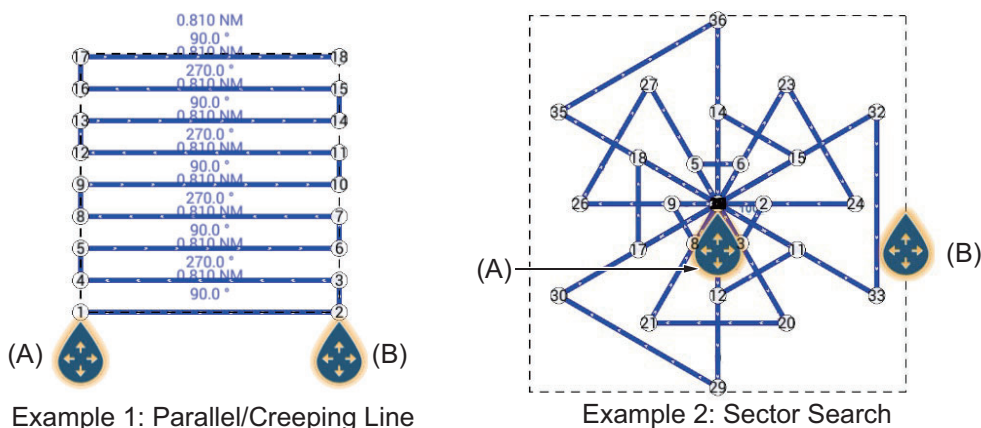 0.810 NM
90.0 °
0.810 NM
17 18
270.0 °
0.810 NM
16 15
90.0 °
0.810 NM
13 14
270.0 °
0.810 NM
12 11
90.0 °
0.810 NM
9 10
270.0 °
0.810 NM
8 7
90.0 °
0.810 NM
5 6
270.0 °
0.810 NM
4 3
90.0 °
1 2
(A) (B)
Example 1: Parallel/Creeping Line
36
27 23
35 14 32
18 5 6 15
26 9 2 24
17 8 3 11
(A) (B)
30 12 33
21 20
29
Example 2: Sector Search